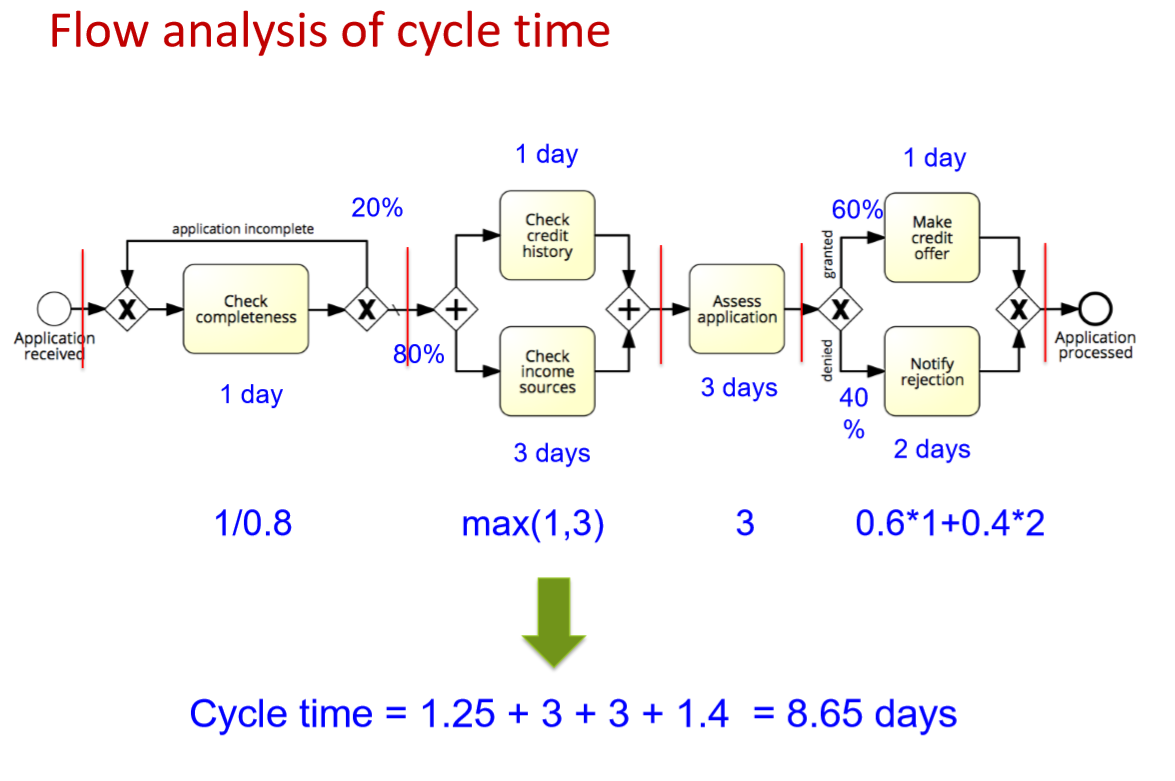 Flow analysis of cycle time
1 day
1 day
20%
60%
application incomplete
Check
credit
history
Make
credit
offer
granted
X
Check
completeness
X
+
+
Assess
application
X
X
Application
received
Application
processed
80%
Check
income
sources
denied
Notify
rejection
1 day
3 days
40
%
3 days
2 days
1/0.8
max(1,3)
3
0.6*1+0.4*2
Cycle time = 1.25 + 3 + 3 + 1.4 = 8.65 days